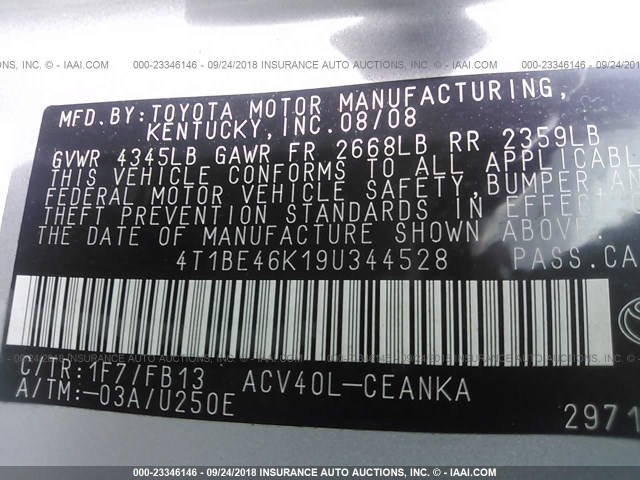 IONS, INC. - IAAI.COM 000-23346146 - 09/24/2018 INSURANCE AUTO AUCTIONS, INC. - IAAI.COM 000-23346146 - 09/24/2018
MFD.BY:TOYOTA MOTOR MANUFACTURING,
KENTUCKY,INC.08/08
GVWR 4345LB GAWR FR 2668LB RR 2359LB
THIS VEHICLE CONFORMS TO ALL APPLICABL
FEDERAL MOTOR VEHICLE SAFETY,BUMPER AN
THEFT PREVENTION STANDARDS IN EFFECT
THE DATE OF MANUFACTURE SHOWN ABOVE.
4T1BE46K19U344528 PASS.CA
C/TR:1F7/FB13 ACV40L-CEANKA
A/TM:-03A/U250E
2971
000-23346146 - 09/24/2018 INSURANCE AUTO AUCTIONS, INC. - IAAI.COM